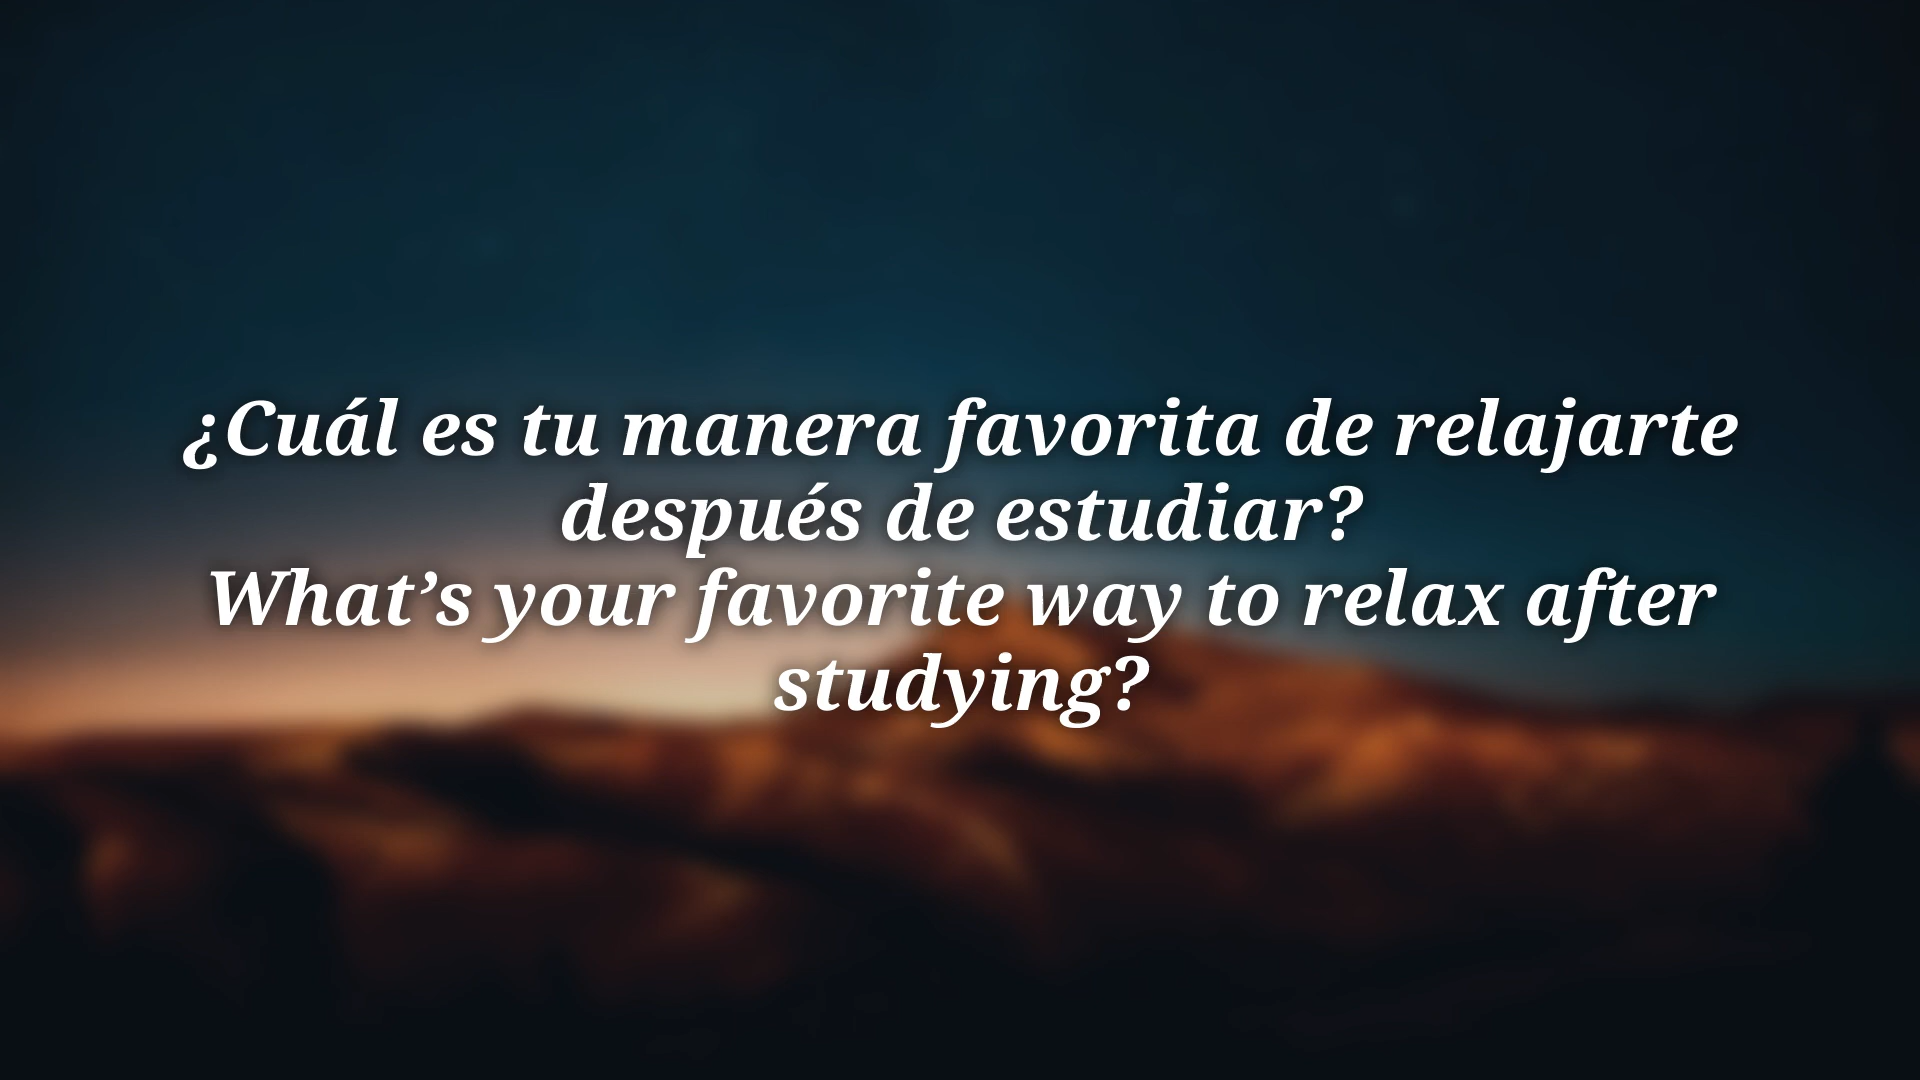 ¿Cuál es tu manera favorita de relajarte
después de estudiar?
What’s your favorite way to relax after
studying?